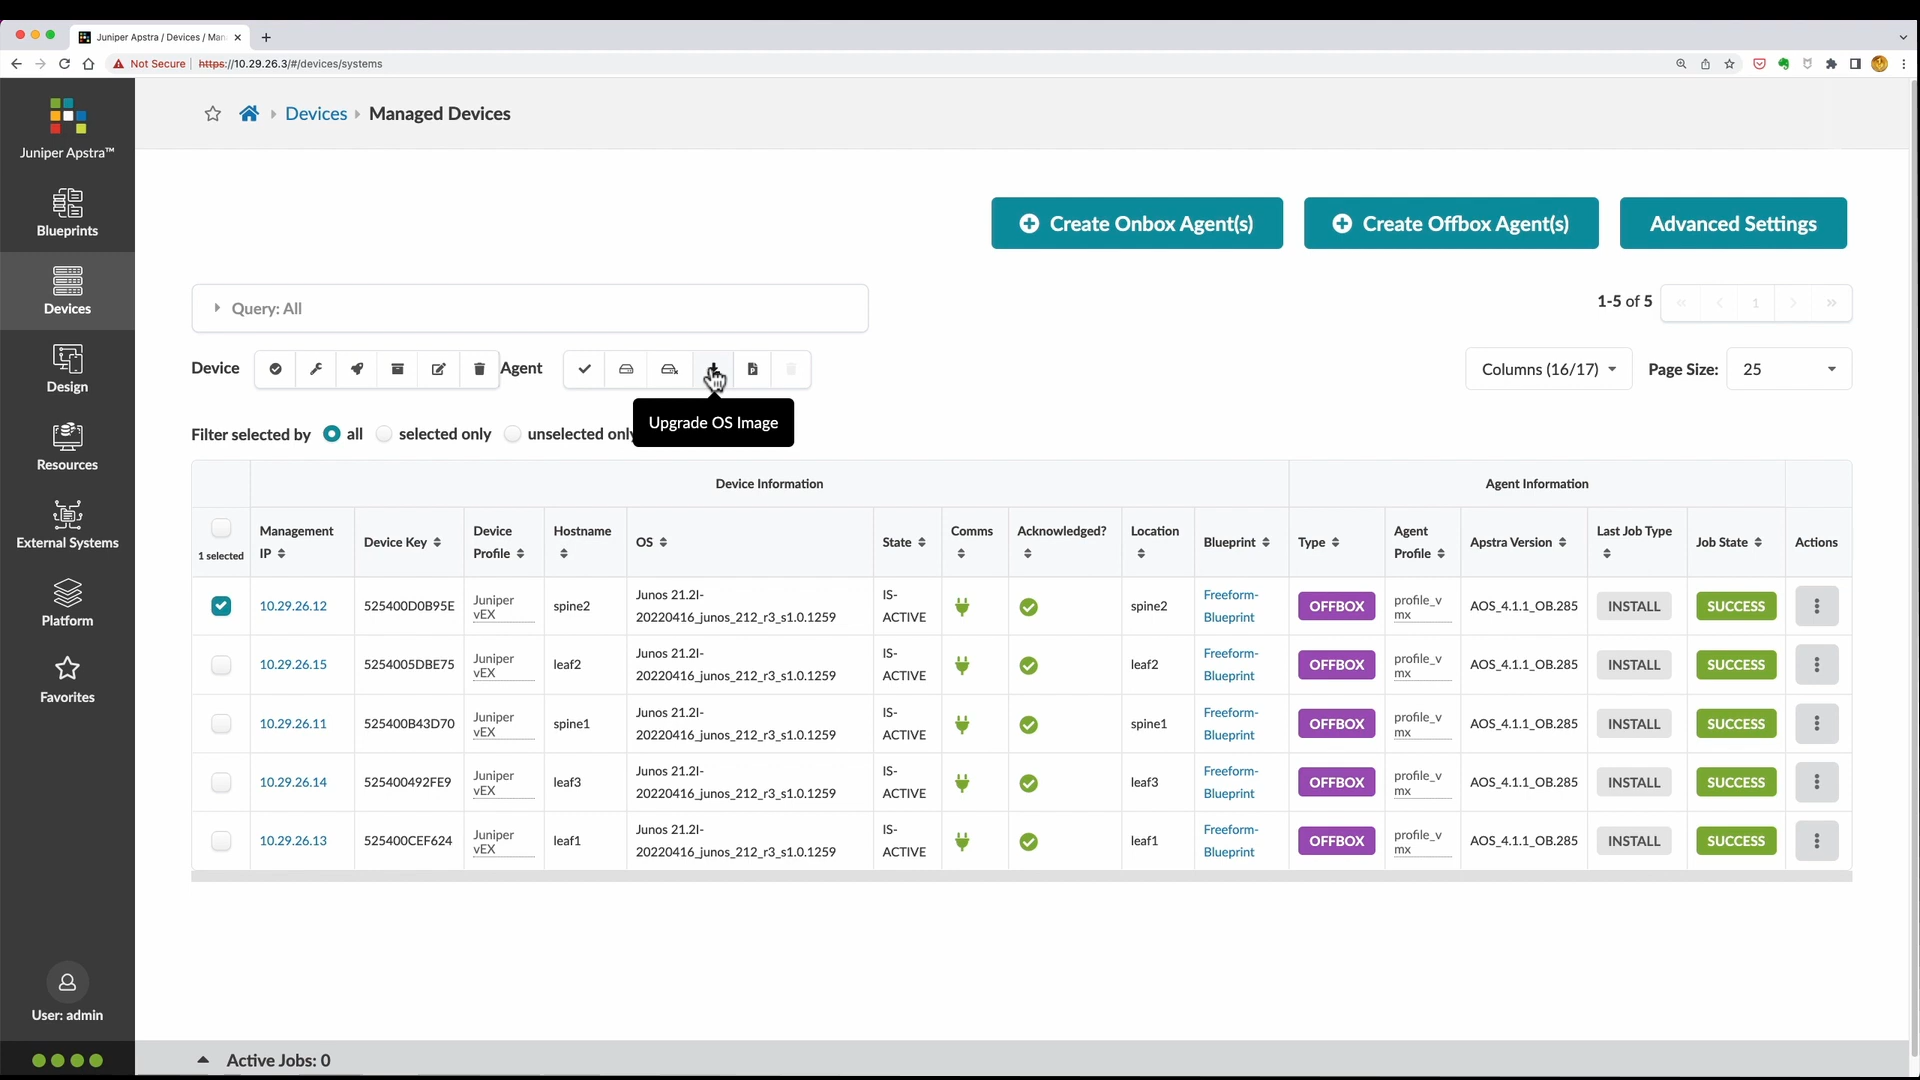 Juniper Apstra / Devices / Man
Not Secure
https://10.29.26.3/#/devices/systems
Juniper Apstra™
Blueprints
Devices
Design
Resources
External Systems
Platform
Favorites
User: admin
Devices
Managed Devices
Create Onbox Agent(s)
Create Offbox Agent(s)
Advanced Settings
Query: All
1-5 of 5
1
Device
Agent
Columns (16/17)
Page Size:
25
Upgrade OS Image
Filter selected by
all
selected only
unselected only
Device Information
Agent Information
1 selected
Management IP
Device Key
Device Profile
Hostname
OS
State
Comms
Acknowledged?
Location
Blueprint
Type
Agent Profile
Apstra Version
Last Job Type
Job State
Actions
10.29.26.12 525400D0B95E Juniper vEX spine2 Junos 21.2I-20220416_junos_212_r3_s1.0.1259 IS-ACTIVE spine2 Freeform-Blueprint OFFBOX profile_vmx AOS_4.1.1_OB.285 INSTALL SUCCESS
10.29.26.15 5254005DBE75 Juniper vEX leaf2 Junos 21.2I-20220416_junos_212_r3_s1.0.1259 IS-ACTIVE leaf2 Freeform-Blueprint OFFBOX profile_vmx AOS_4.1.1_OB.285 INSTALL SUCCESS
10.29.26.11 525400B43D70 Juniper vEX spine1 Junos 21.2I-20220416_junos_212_r3_s1.0.1259 IS-ACTIVE spine1 Freeform-Blueprint OFFBOX profile_vmx AOS_4.1.1_OB.285 INSTALL SUCCESS
10.29.26.14 525400492FE9 Juniper vEX leaf3 Junos 21.2I-20220416_junos_212_r3_s1.0.1259 IS-ACTIVE leaf3 Freeform-Blueprint OFFBOX profile_vmx AOS_4.1.1_OB.285 INSTALL SUCCESS
10.29.26.13 525400CEF624 Juniper vEX leaf1 Junos 21.2I-20220416_junos_212_r3_s1.0.1259 IS-ACTIVE leaf1 Freeform-Blueprint OFFBOX profile_vmx AOS_4.1.1_OB.285 INSTALL SUCCESS
Active Jobs: 0